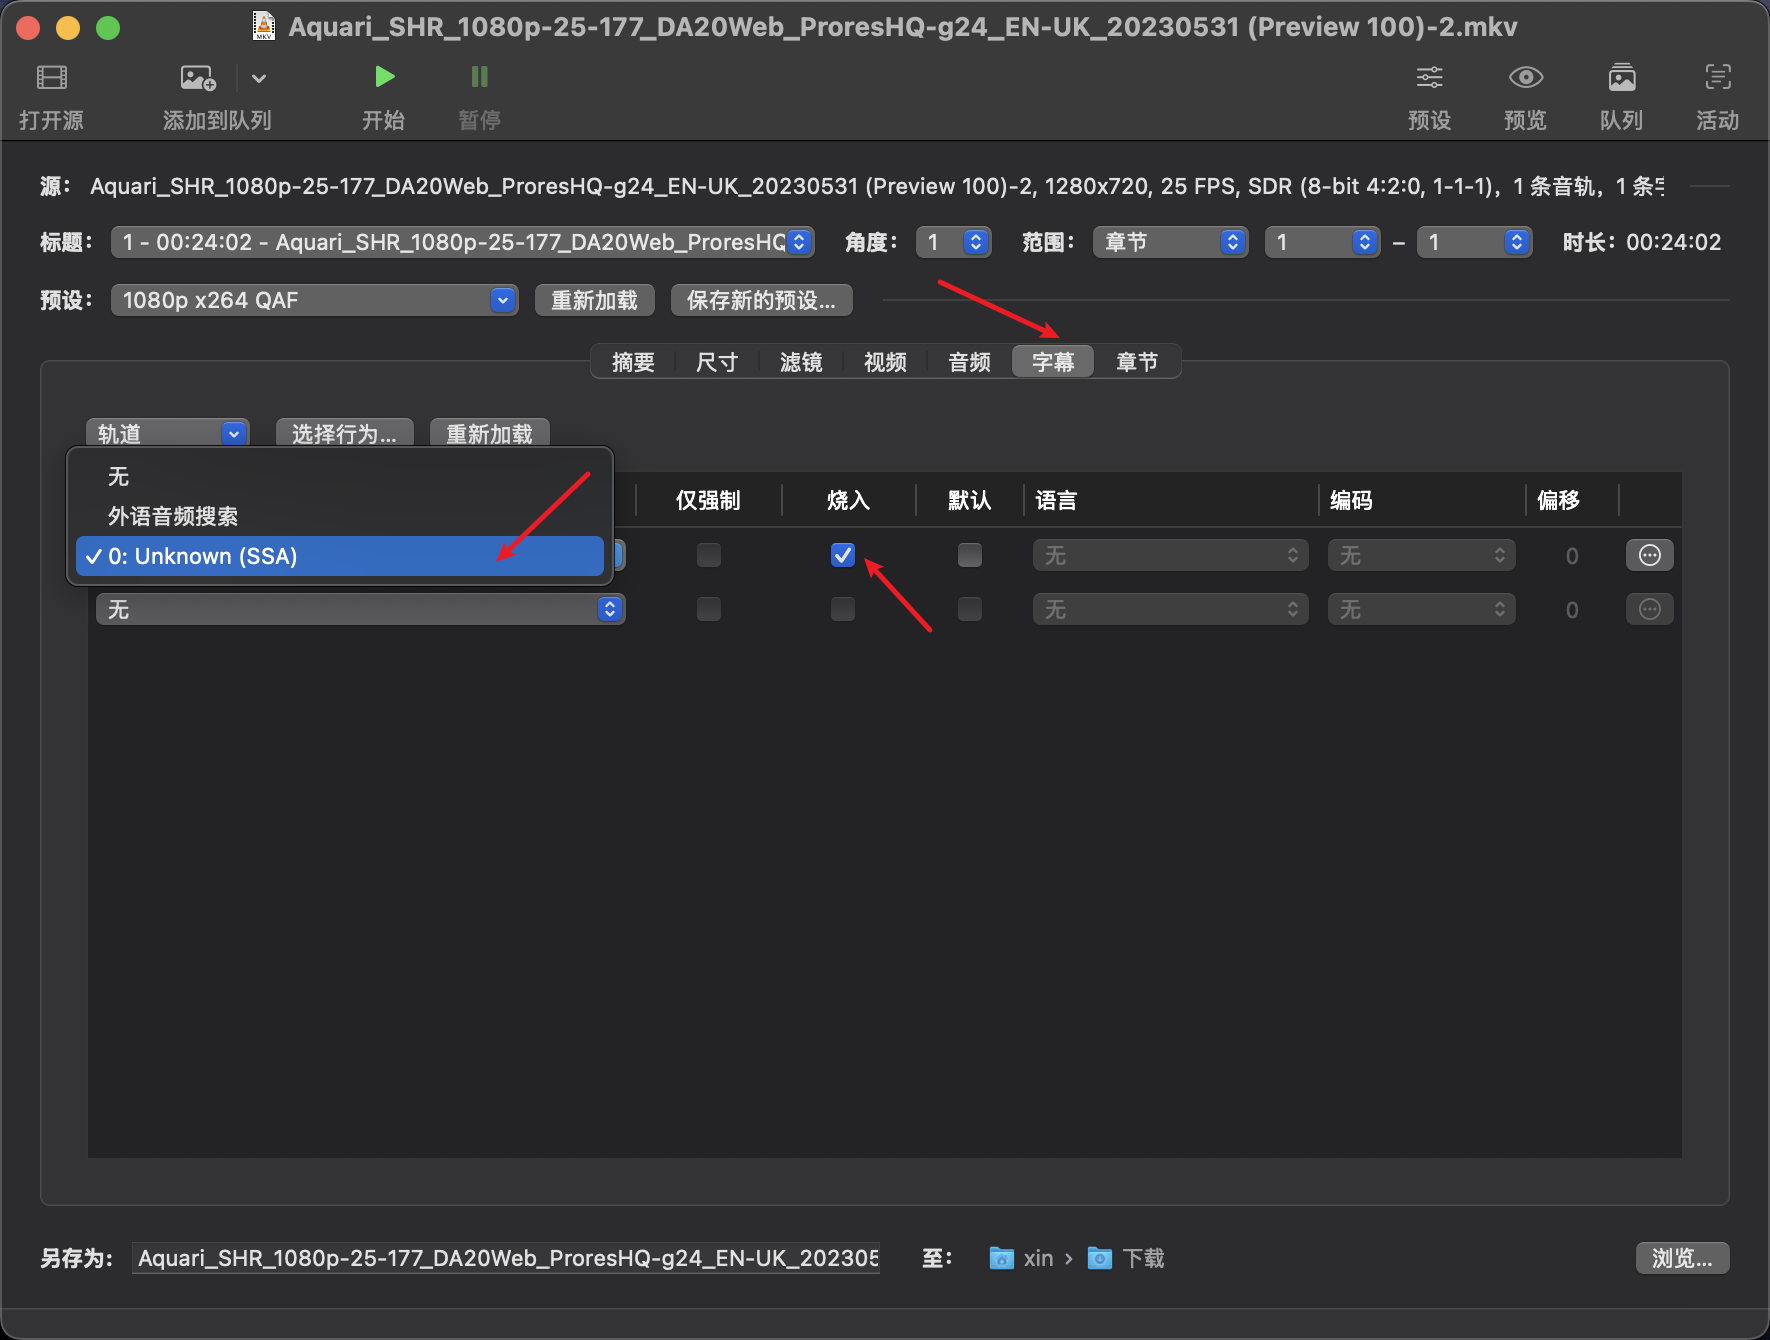 Aquari_SHR_1080p-25-177_DA20Web_ProresHQ-g24_EN-UK_20230531 (Preview 100)-2.mkv
打开源 添加到队列 开始 暂停 预设 预览 队列 活动
源： Aquari_SHR_1080p-25-177_DA20Web_ProresHQ-g24_EN-UK_20230531 (Preview 100)-2, 1280x720, 25 FPS, SDR (8-bit 4:2:0, 1-1-1)，1 条音轨，1 条
标题： 1 - 00:24:02 - Aquari_SHR_1080p-25-177_DA20Web_ProresHQ 角度： 1 范围： 章节 1 – 1 时长：00:24:02
预设： 1080p x264 QAF 重新加载 保存新的预设...
摘要 尺寸 滤镜 视频 音频 字幕 章节
轨道 选择行为... 重新加载
无
外语音频搜索
仅强制 烧入 默认 语言 编码 偏移
✓ 0: Unknown (SSA) 无 无 0
无 无 无 0
另存为: Aquari_SHR_1080p-25-177_DA20Web_ProresHQ-g24_EN-UK_202305 至： xin › 下载 浏览...